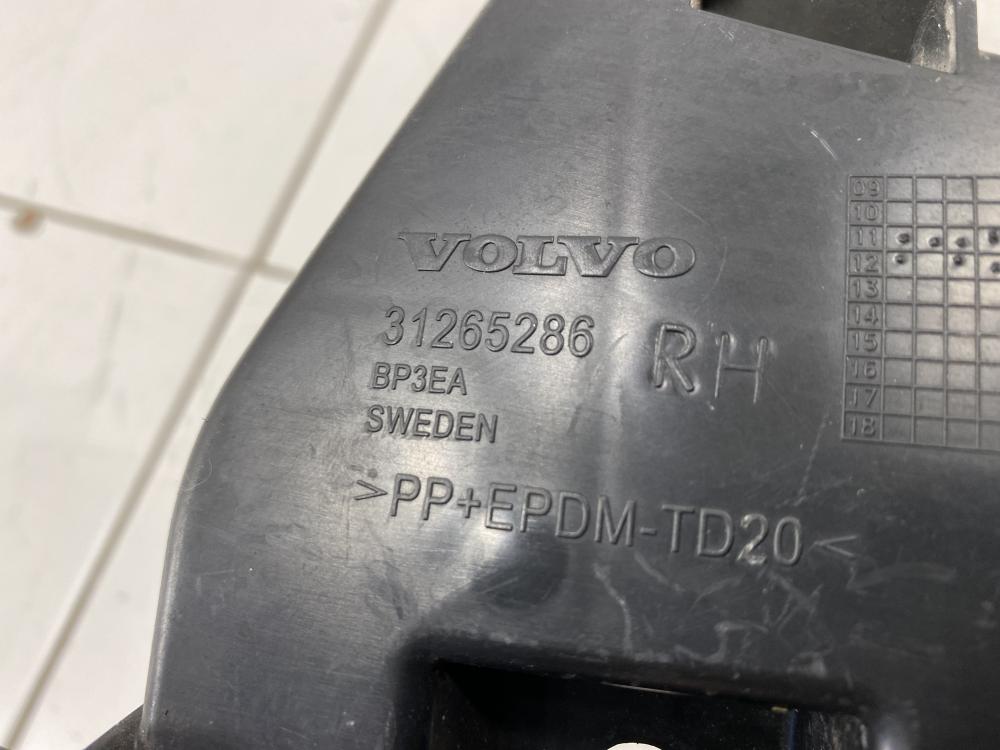 VOLVO
31265286
RH
BP3EA
SWEDEN
>PP+EPDM-TD20<
09
10
11
12
13
14
15
16
17
18